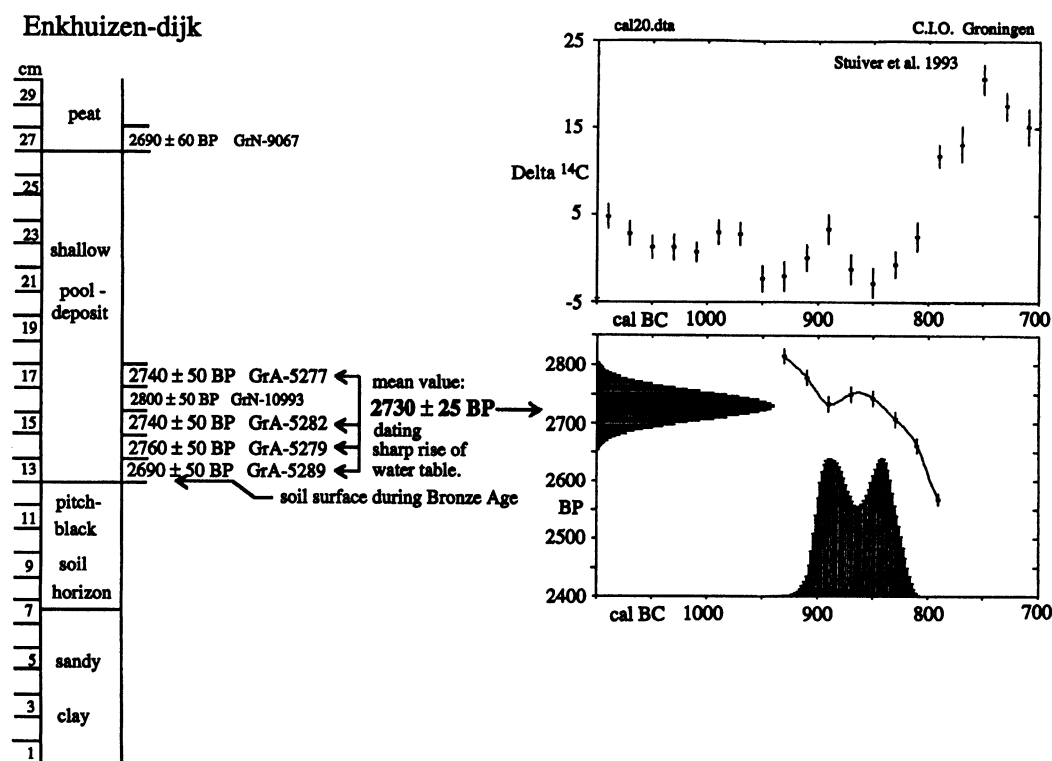 Enkhuizen-dijk
cm
29
27
25
23
21
19
17
15
13
11
9
7
5
3
1
peat
shallow
pool -
deposit
pitch-
black
soil
horizon
sandy
clay
2690 ± 60 BP GrN-9067
2740 ± 50 BP GrA-5277
2800 ± 50 BP GrN-10993
2740 ± 50 BP GrA-5282
2760 ± 50 BP GrA-5279
2690 ± 50 BP GrA-5289
mean value:
2730 ± 25 BP
dating
sharp rise of
water table.
soil surface during Bronze Age
cal20.dta C.I.O. Groningen
Stuiver et al. 1993
25
15
Delta ¹⁴C
5
-5
cal BC 1000 900 800 700
2800
2700
2600
BP
2500
2400
cal BC 1000 900 800 700